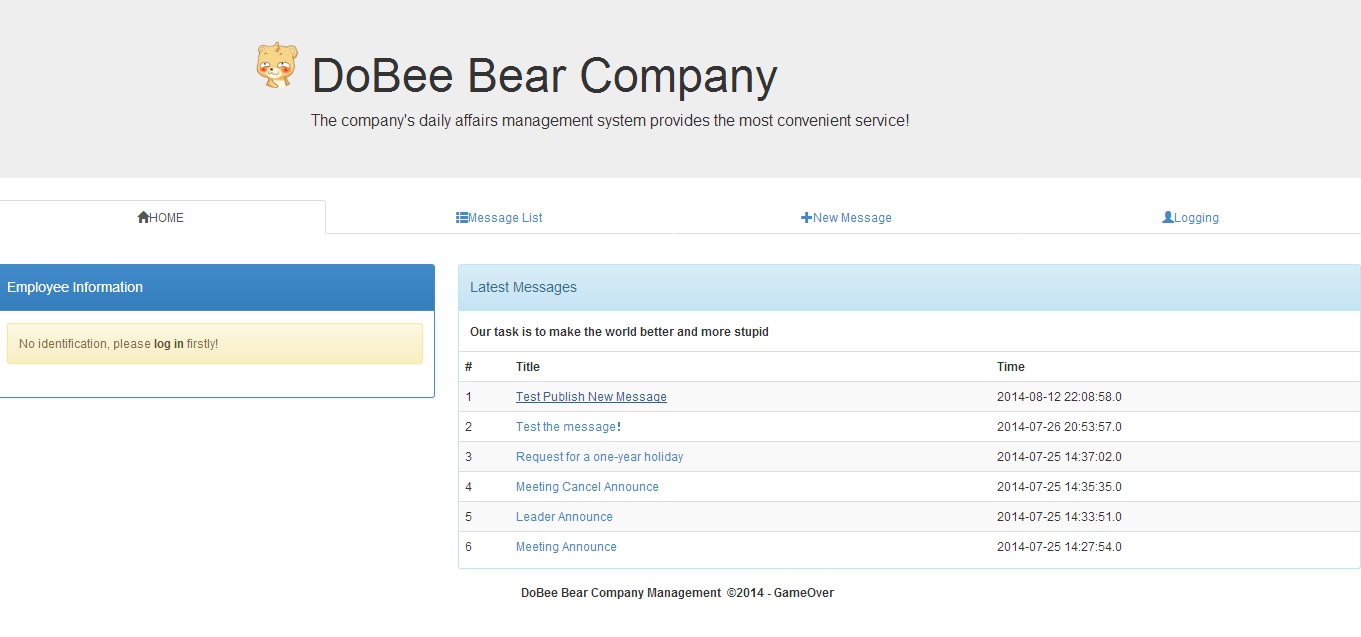 DoBee Bear Company
The company's daily affairs management system provides the most convenient service!
HOME Message List New Message Logging
Employee Information
No identification, please log in firstly!
Latest Messages
Our task is to make the world better and more stupid
# Title Time
1 Test Publish New Message 2014-08-12 22:08:58.0
2 Test the message! 2014-07-26 20:53:57.0
3 Request for a one-year holiday 2014-07-25 14:37:02.0
4 Meeting Cancel Announce 2014-07-25 14:35:35.0
5 Leader Announce 2014-07-25 14:33:51.0
6 Meeting Announce 2014-07-25 14:27:54.0
DoBee Bear Company Management ©2014 - GameOver